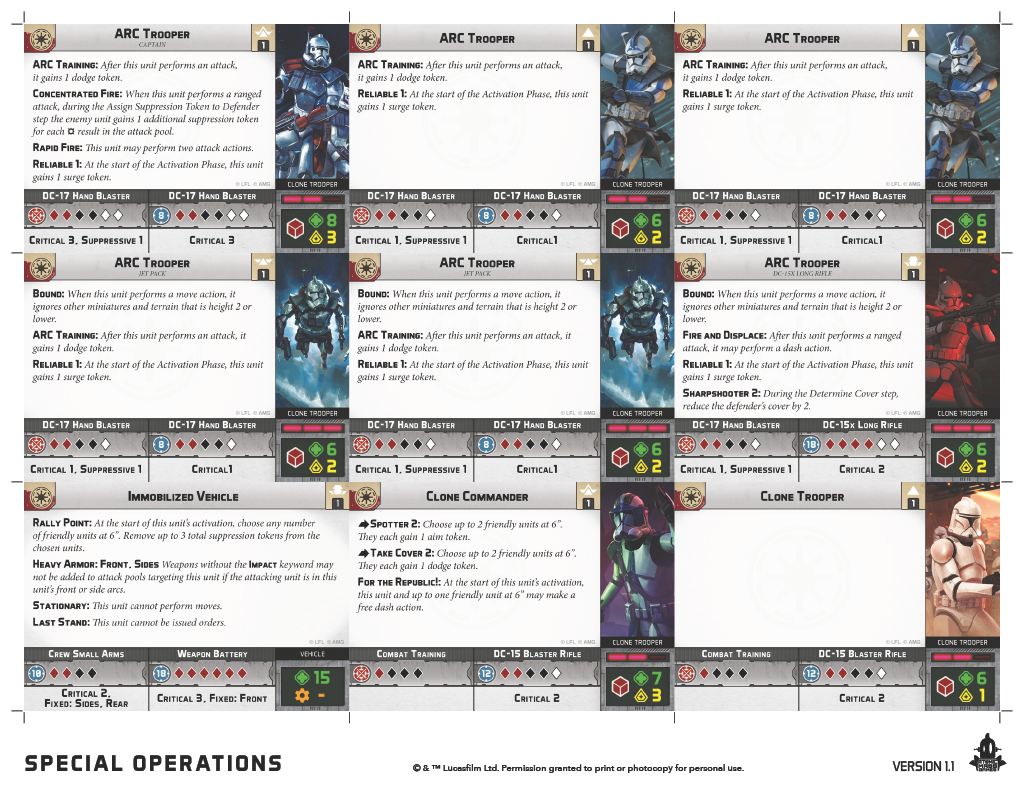 ARC Trooper
CAPTAIN
1
ARC Training: After this unit performs an attack,
it gains 1 dodge token.
Concentrated Fire: When this unit performs a ranged
attack, during the Assign Suppression Token to Defender
step the enemy unit gains 1 additional suppression token
for each ¤ result in the attack pool.
Rapid Fire: This unit may perform two attack actions.
Reliable 1: At the start of the Activation Phase, this unit
gains 1 surge token.
© LFL © AMG
CLONE TROOPER
DC-17 Hand Blaster
DC-17 Hand Blaster
8
8
3
Critical 3, Suppressive 1
Critical 3
ARC Trooper
1
ARC Training: After this unit performs an attack,
it gains 1 dodge token.
Reliable 1: At the start of the Activation Phase, this unit
gains 1 surge token.
© LFL © AMG
CLONE TROOPER
DC-17 Hand Blaster
DC-17 Hand Blaster
8
6
2
Critical 1, Suppressive 1
Critical1
ARC Trooper
1
ARC Training: After this unit performs an attack,
it gains 1 dodge token.
Reliable 1: At the start of the Activation Phase, this unit
gains 1 surge token.
© LFL © AMG
CLONE TROOPER
DC-17 Hand Blaster
DC-17 Hand Blaster
8
6
2
Critical 1, Suppressive 1
Critical1
ARC Trooper
JET PACK
1
Bound: When this unit performs a move action, it
ignores other miniatures and terrain that is height 2 or
lower.
ARC Training: After this unit performs an attack, it
gains 1 dodge token.
Reliable 1: At the start of the Activation Phase, this unit
gains 1 surge token.
© LFL © AMG
CLONE TROOPER
DC-17 Hand Blaster
DC-17 Hand Blaster
8
6
2
Critical 1, Suppressive 1
Critical1
ARC Trooper
JET PACK
1
Bound: When this unit performs a move action, it
ignores other miniatures and terrain that is height 2 or
lower.
ARC Training: After this unit performs an attack, it
gains 1 dodge token.
Reliable 1: At the start of the Activation Phase, this unit
gains 1 surge token.
© LFL © AMG
CLONE TROOPER
DC-17 Hand Blaster
DC-17 Hand Blaster
8
6
2
Critical 1, Suppressive 1
Critical1
ARC Trooper
DC-15X LONG RIFLE
1
Bound: When this unit performs a move action, it
ignores other miniatures and terrain that is height 2 or
lower.
Fire and Displace: After this unit performs a ranged
attack, it may perform a dash action.
Reliable 1: At the start of the Activation Phase, this unit
gains 1 surge token.
Sharpshooter 2: During the Determine Cover step,
reduce the defender's cover by 2.
© LFL © AMG
CLONE TROOPER
DC-17 Hand Blaster
DC-15x Long Rifle
18
6
2
Critical 1, Suppressive 1
Critical 2
Immobilized Vehicle
1
Rally Point: At the start of this unit's activation, choose any number
of friendly units at 6". Remove up to 3 total suppression tokens from the
chosen units.
Heavy Armor: Front, Sides Weapons without the Impact keyword may
not be added to attack pools targeting this unit if the attacking unit is in this
unit's front or side arcs.
Stationary: This unit cannot perform moves.
Last Stand: This unit cannot be issued orders.
© LFL © AMG
Crew Small Arms
Weapon Battery
VEHICLE
10
18
15
-
Critical 2,
Fixed: Sides, Rear
Critical 3, Fixed: Front
Clone Commander
1
Spotter 2: Choose up to 2 friendly units at 6".
They each gain 1 aim token.
Take Cover 2: Choose up to 2 friendly units at 6".
They each gain 1 dodge token.
For the Republic!: At the start of this unit's activation,
this unit and up to one friendly unit at 6" may make a
free dash action.
© LFL © AMG
CLONE TROOPER
Combat Training
DC-15 Blaster Rifle
12
7
3
Critical 2
Clone Trooper
1
© LFL © AMG
CLONE TROOPER
Combat Training
DC-15 Blaster Rifle
12
6
1
Critical 2
SPECIAL OPERATIONS
© & ™ Lucasfilm Ltd. Permission granted to print or photocopy for personal use.
VERSION 1.1